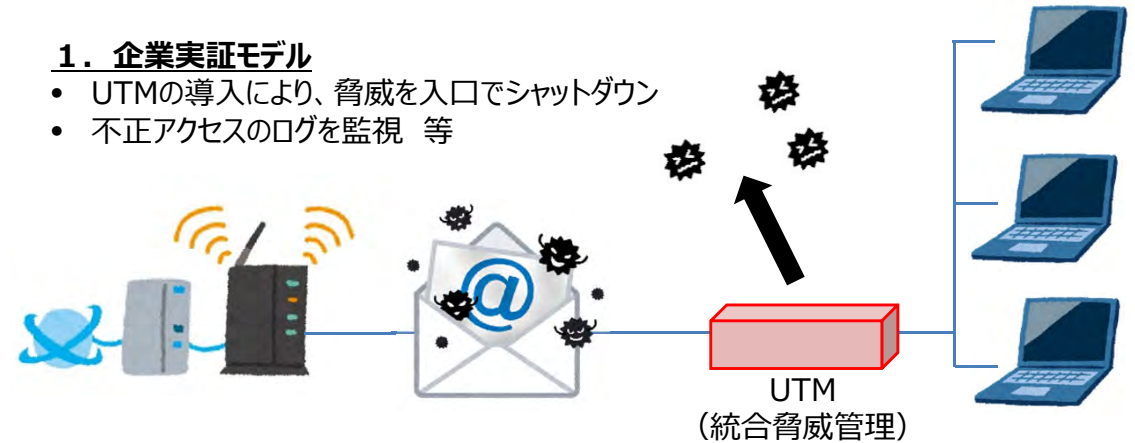 １．企業実証モデル
• UTMの導入により、脅威を入口でシャットダウン
• 不正アクセスのログを監視 等
@
UTM
（統合脅威管理）